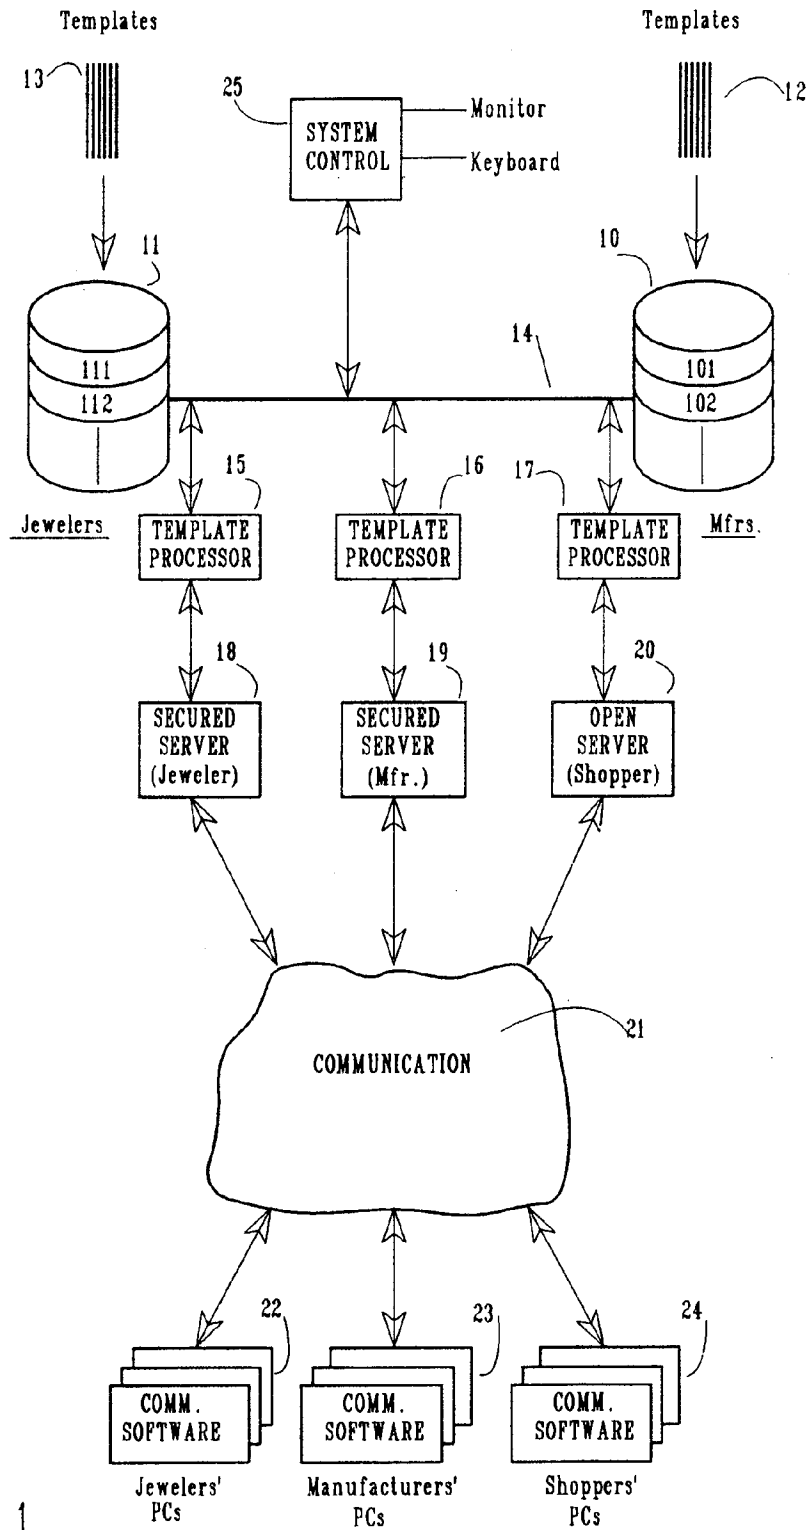 Templates
Templates
13
25
12
SYSTEM
CONTROL
Monitor
Keyboard
11
10
14
111
112
101
102
Jewelers
Mfrs.
15
16
17
TEMPLATE
PROCESSOR
TEMPLATE
PROCESSOR
TEMPLATE
PROCESSOR
18
19
20
SECURED
SERVER
(Jeweler)
SECURED
SERVER
(Mfr.)
OPEN
SERVER
(Shopper)
21
COMMUNICATION
22
23
24
COMM.
SOFTWARE
COMM.
SOFTWARE
COMM.
SOFTWARE
Jewelers'
PCs
Manufacturers'
PCs
Shoppers'
PCs
1